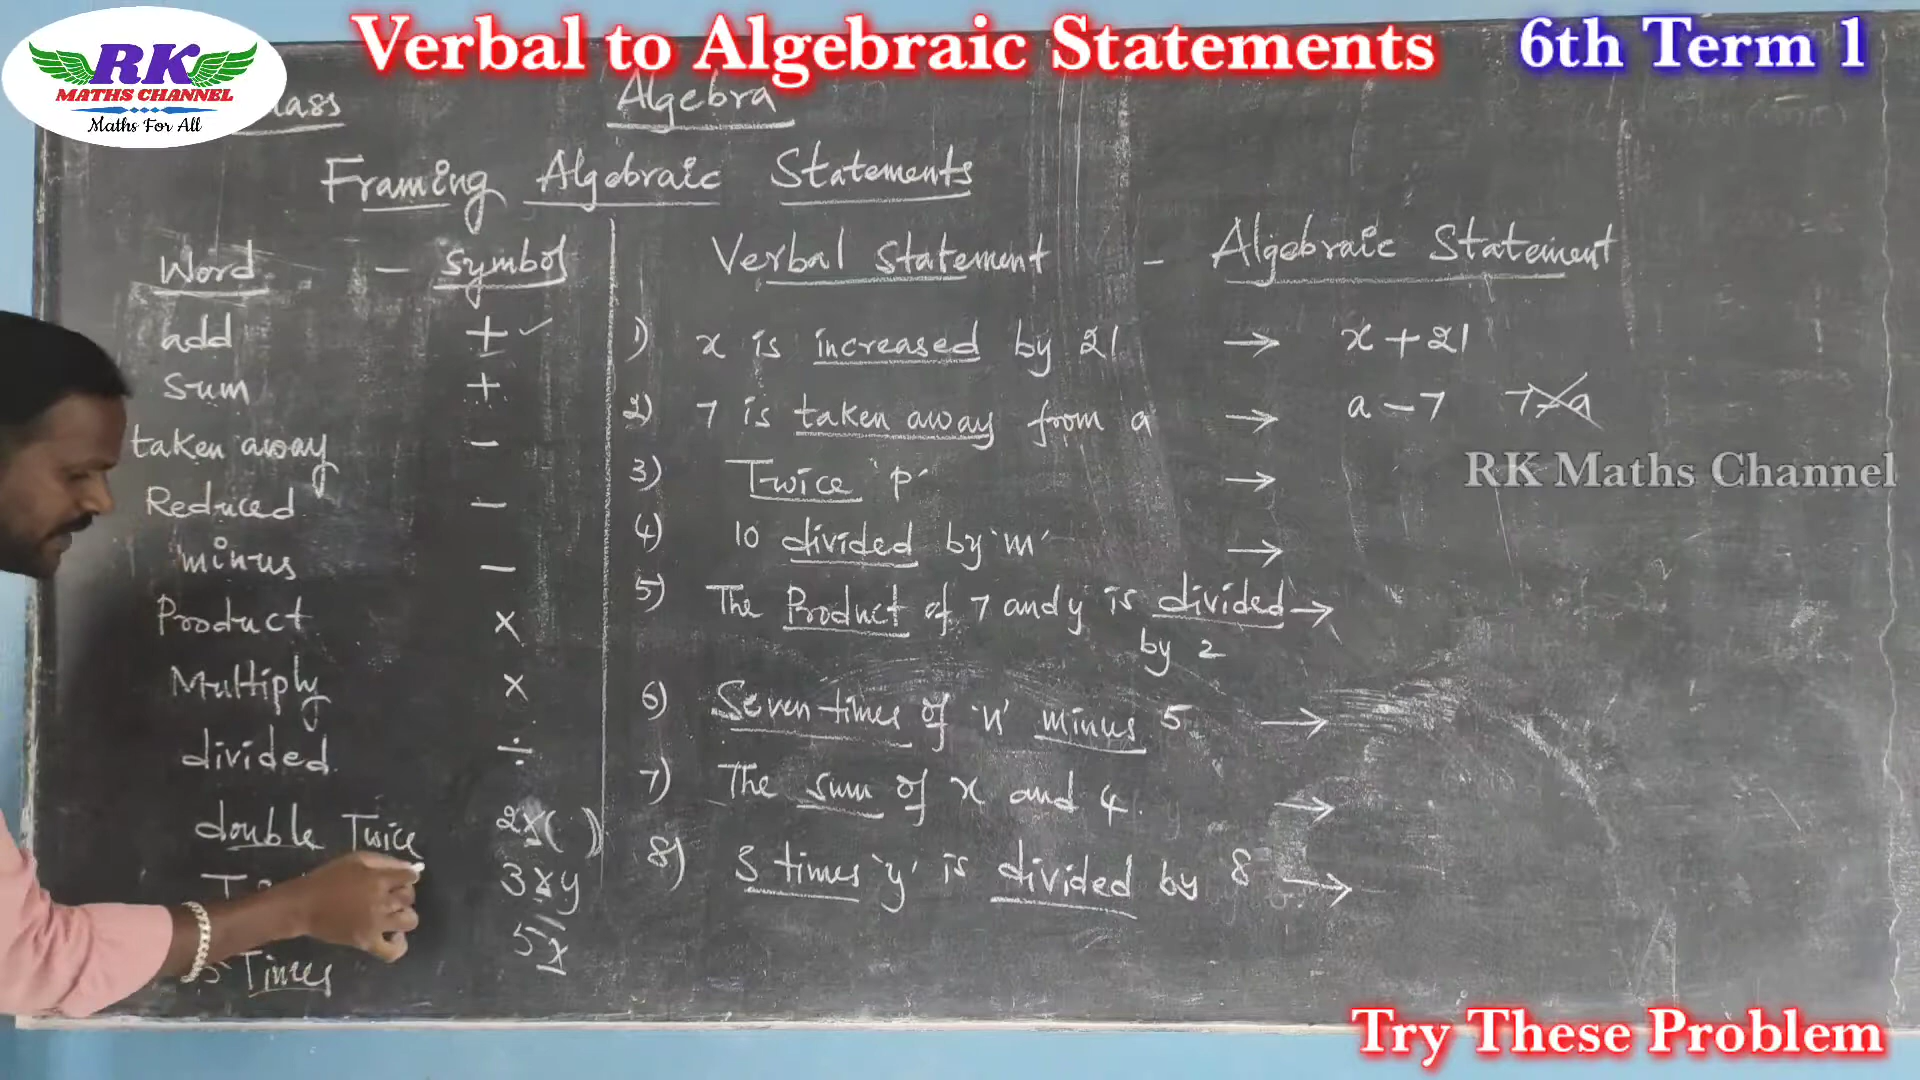 Verbal to Algebraic Statements 6th Term 1
RK
MATHS CHANNEL
Maths For All
Algebra
Framing Algebraic Statements
Word - Symbol
add + ✓
Sum +
taken away -
Reduced -
minus -
Product ×
Multiply ×
divided. ÷
double Twice 2×( )
3×y
5×
5 Times
Verbal Statement - Algebraic Statement
1) x is increased by 21 → x + 21
2) 7 is taken away from a → a - 7 7-a
3) Twice 'p' →
4) 10 divided by 'm' →
5) The Product of 7 and y is divided →
by 2
6) Seven times of 'n' minus 5 →
7) The sum of x and 4. →
8) 3 times 'y' is divided by 8 →
RK Maths Channel
Try These Problem